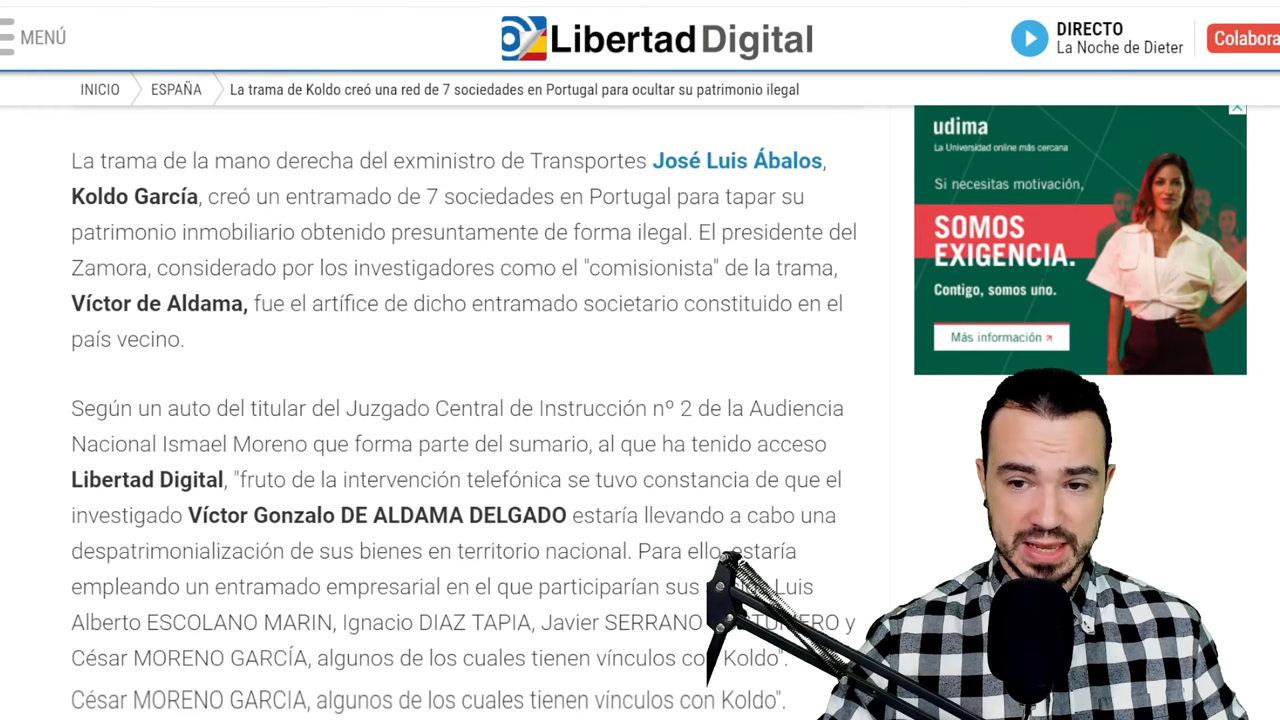 MENÚ
Libertad Digital
DIRECTO
La Noche de Dieter
Colabora
INICIO
ESPAÑA
La trama de Koldo creó una red de 7 sociedades en Portugal para ocultar su patrimonio ilegal
La trama de la mano derecha del exministro de Transportes José Luis Ábalos,
Koldo García, creó un entramado de 7 sociedades en Portugal para tapar su
patrimonio inmobiliario obtenido presuntamente de forma ilegal. El presidente del
Zamora, considerado por los investigadores como el "comisionista" de la trama,
Víctor de Aldama, fue el artífice de dicho entramado societario constituido en el
país vecino.
Según un auto del titular del Juzgado Central de Instrucción nº 2 de la Audiencia
Nacional Ismael Moreno que forma parte del sumario, al que ha tenido acceso
Libertad Digital, "fruto de la intervención telefónica se tuvo constancia de que el
investigado Víctor Gonzalo DE ALDAMA DELGADO estaría llevando a cabo una
despatrimonialización de sus bienes en territorio nacional. Para ello, estaría
empleando un entramado empresarial en el que participarían sus Luis
Alberto ESCOLANO MARIN, Ignacio DIAZ TAPIA, Javier SERRANO y
César MORENO GARCÍA, algunos de los cuales tienen vínculos con Koldo".
César MORENO GARCIA, algunos de los cuales tienen vínculos con Koldo".
udima
La Universidad online más cercana
Si necesitas motivación,
SOMOS
EXIGENCIA.
Contigo, somos uno.
Más información